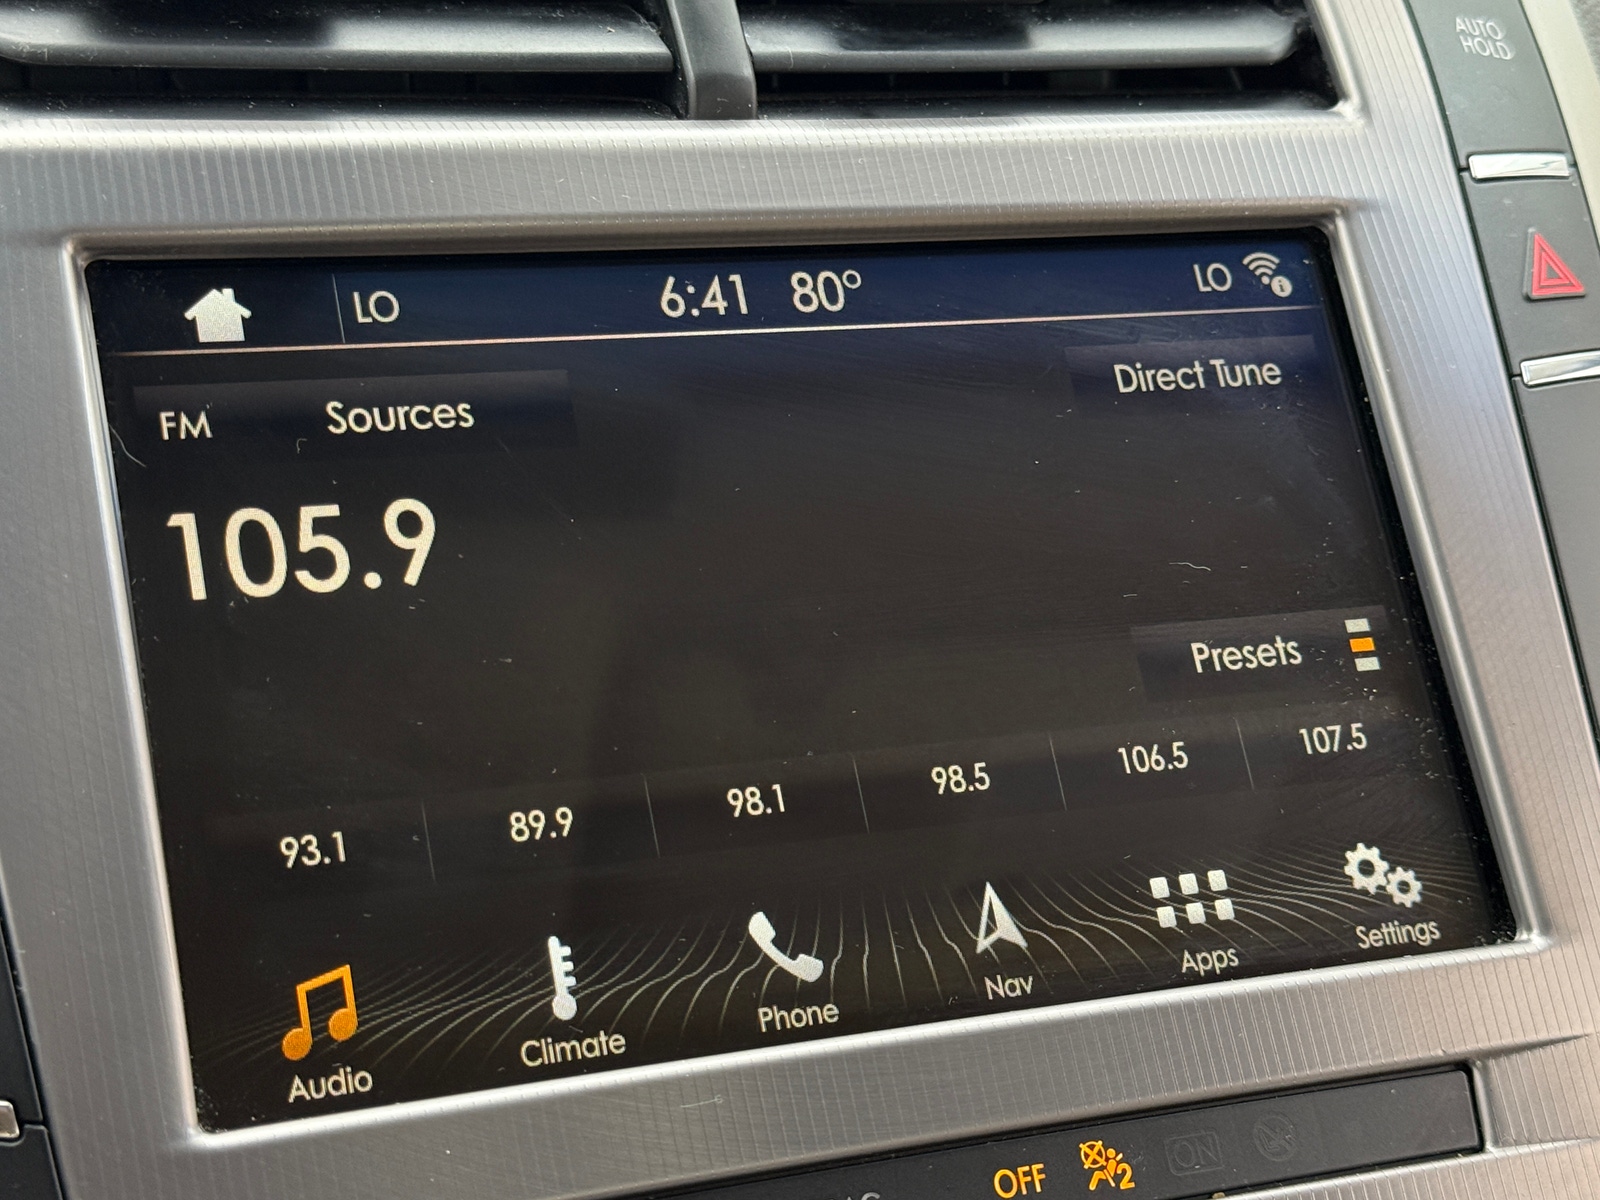 AUTO
HOLD
LO
6:41 80°
LO
FM
Sources
Direct Tune
105.9
Presets
93.1
89.9
98.1
98.5
106.5
107.5
Audio
Climate
Phone
Nav
Apps
Settings
OFF
2
ON